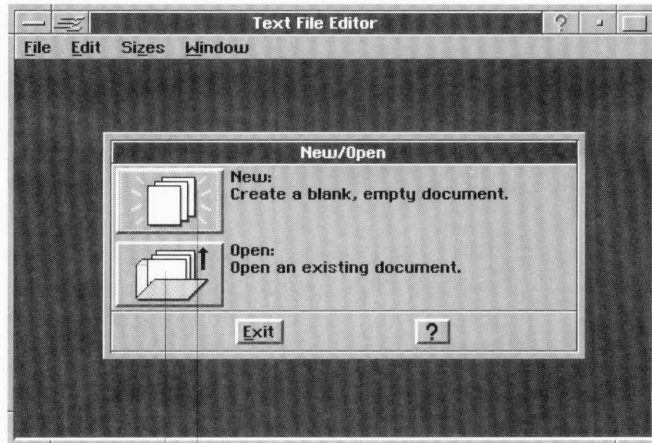 Text File Editor
?
File Edit Sizes Window
New/Open
New:
Create a blank, empty document.
Open:
Open an existing document.
Exit ?